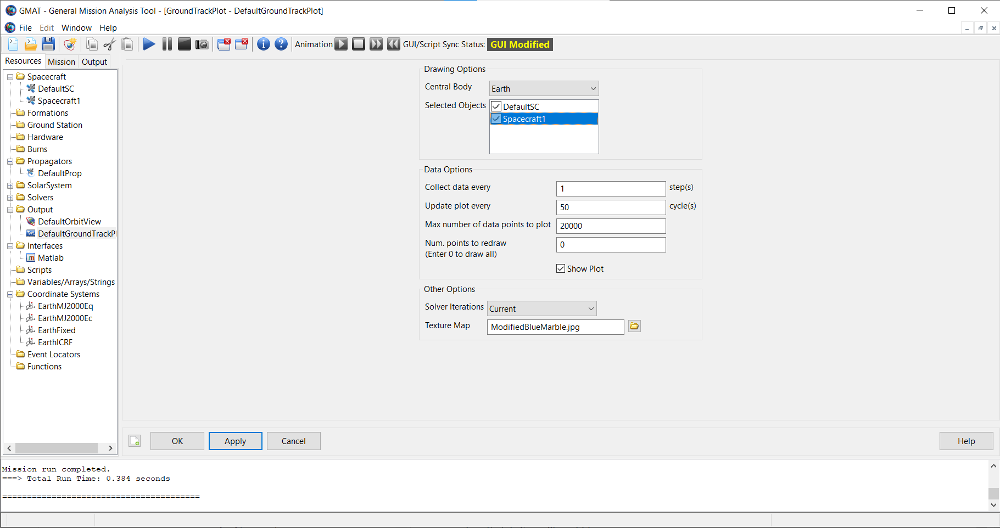 GMAT - General Mission Analysis Tool - [GroundTrackPlot - DefaultGroundTrackPlot]
File Edit Window Help
Animation GUI/Script Sync Status: GUI Modified
Resources Mission Output
Spacecraft
DefaultSC
Spacecraft1
Formations
Ground Station
Hardware
Burns
Propagators
DefaultProp
SolarSystem
Solvers
Output
DefaultOrbitView
DefaultGroundTrackPl
Interfaces
Matlab
Scripts
Variables/Arrays/Strings
Coordinate Systems
EarthMJ2000Eq
EarthMJ2000Ec
EarthFixed
EarthICRF
Event Locators
Functions
Drawing Options
Central Body Earth
Selected Objects DefaultSC
Spacecraft1
Data Options
Collect data every 1 step(s)
Update plot every 50 cycle(s)
Max number of data points to plot 20000
Num. points to redraw 0
(Enter 0 to draw all)
Show Plot
Other Options
Solver Iterations Current
Texture Map ModifiedBlueMarble.jpg
OK Apply Cancel Help
Mission run completed.
===> Total Run Time: 0.384 seconds
========================================